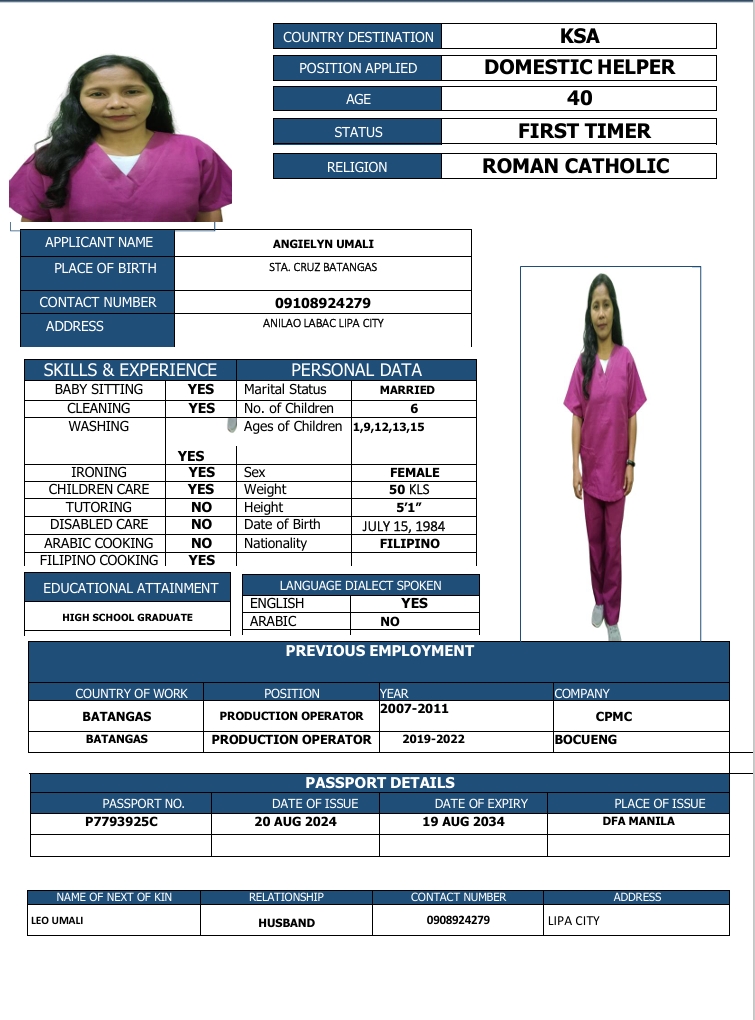 COUNTRY DESTINATION KSA
POSITION APPLIED DOMESTIC HELPER
AGE 40
STATUS FIRST TIMER
RELIGION ROMAN CATHOLIC
APPLICANT NAME ANGIELYN UMALI
PLACE OF BIRTH STA. CRUZ BATANGAS
CONTACT NUMBER 09108924279
ADDRESS ANILAO LABAC LIPA CITY
SKILLS & EXPERIENCE PERSONAL DATA
BABY SITTING YES Marital Status MARRIED
CLEANING YES No. of Children 6
WASHING YES Ages of Children 1,9,12,13,15
IRONING YES Sex FEMALE
CHILDREN CARE YES Weight 50 KLS
TUTORING NO Height 5'1”
DISABLED CARE NO Date of Birth JULY 15, 1984
ARABIC COOKING NO Nationality FILIPINO
FILIPINO COOKING YES
EDUCATIONAL ATTAINMENT
HIGH SCHOOL GRADUATE
LANGUAGE DIALECT SPOKEN
ENGLISH YES
ARABIC NO
PREVIOUS EMPLOYMENT
COUNTRY OF WORK POSITION YEAR COMPANY
BATANGAS PRODUCTION OPERATOR 2007-2011 CPMC
BATANGAS PRODUCTION OPERATOR 2019-2022 BOCUENG
PASSPORT DETAILS
PASSPORT NO. DATE OF ISSUE DATE OF EXPIRY PLACE OF ISSUE
P7793925C 20 AUG 2024 19 AUG 2034 DFA MANILA
NAME OF NEXT OF KIN RELATIONSHIP CONTACT NUMBER ADDRESS
LEO UMALI HUSBAND 0908924279 LIPA CITY